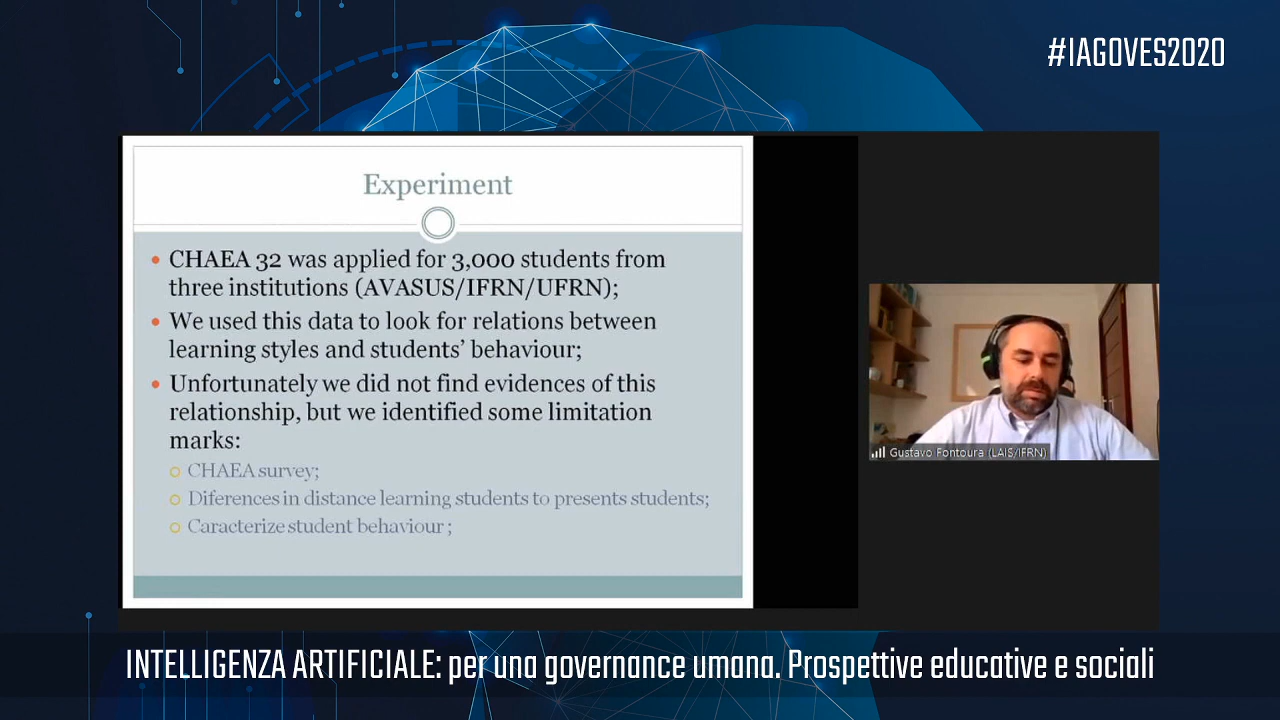 #IAGOVES2020
Experiment
CHAEA 32 was applied for 3,000 students from
three institutions (AVASUS/IFRN/UFRN);
We used this data to look for relations between
learning styles and students' behaviour;
Unfortunately we did not find evidences of this
relationship, but we identified some limitation
marks:
CHAEA survey;
Diferences in distance learning students to presents students;
Caracterize student behaviour ;
Gustavo Fontoura (LAIS/IFRN)
INTELLIGENZA ARTIFICIALE: per una governance umana. Prospettive educative e sociali